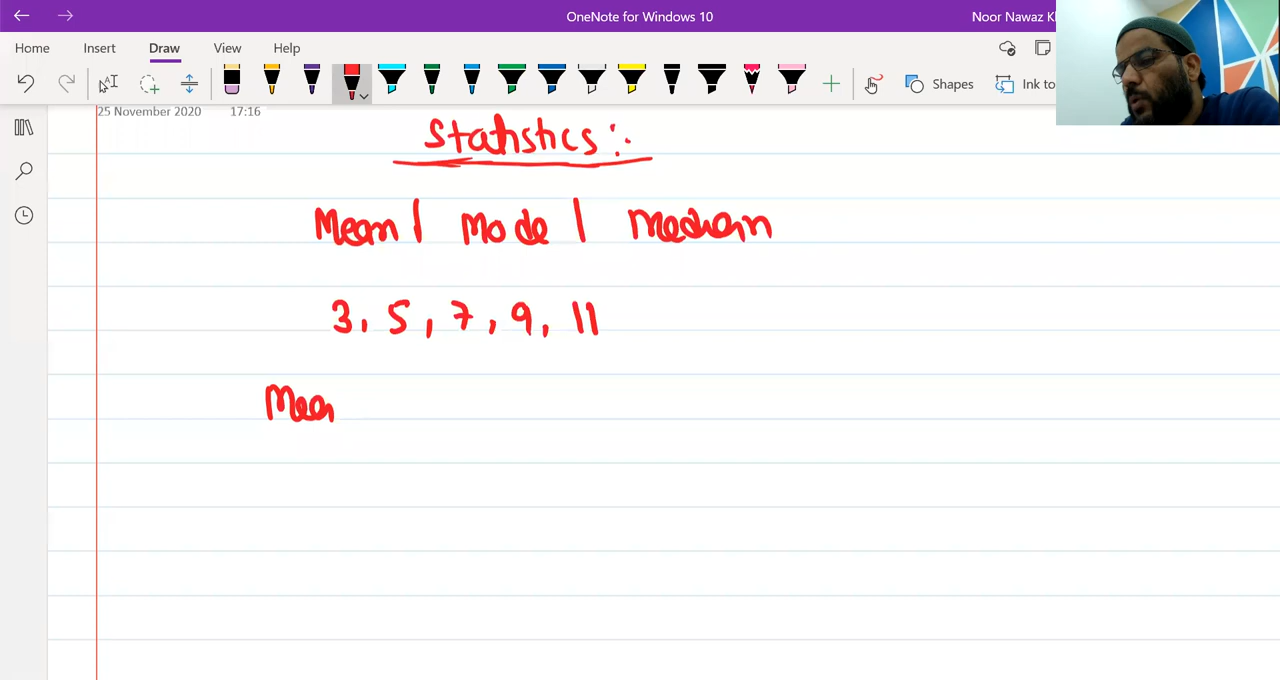 OneNote for Windows 10
Noor Nawaz Kh
Home Insert Draw View Help
Shapes
Ink to
25 November 2020 17:16
Statistics:
Mean | Mode | Median
3, 5, 7, 9, 11
Mean